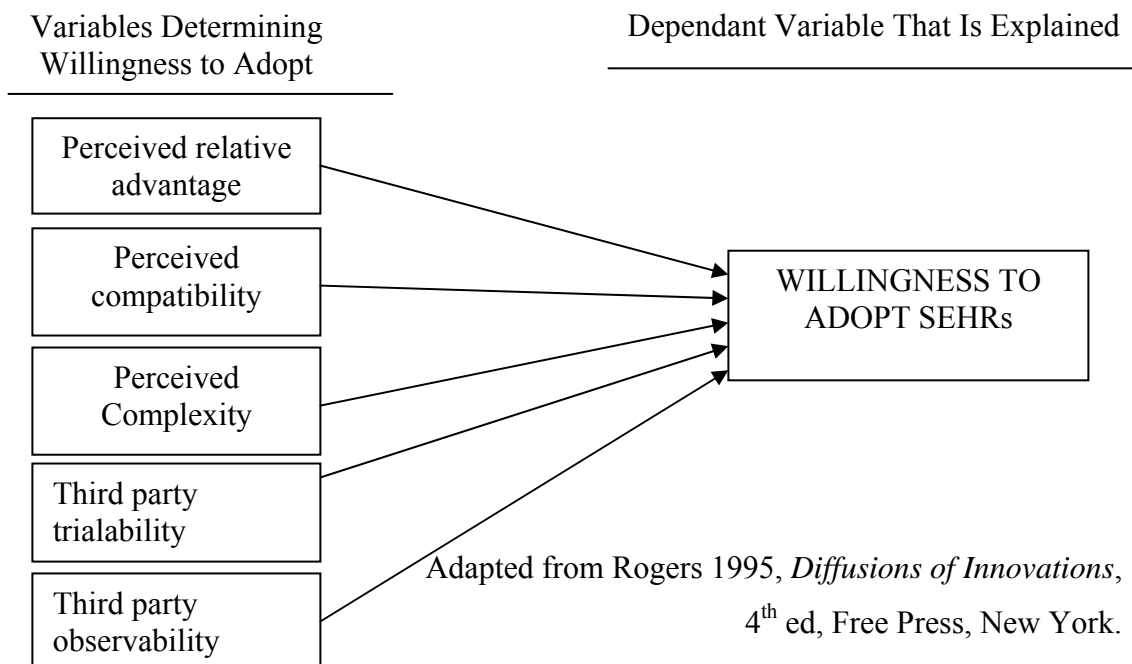 Variables Determining
Willingness to Adopt
Dependant Variable That Is Explained
Perceived relative
advantage
Perceived
compatibility
Perceived
Complexity
Third party
trialability
Third party
observability
WILLINGNESS TO
ADOPT SEHRs
Adapted from Rogers 1995, Diffusions of Innovations,
4th ed, Free Press, New York.